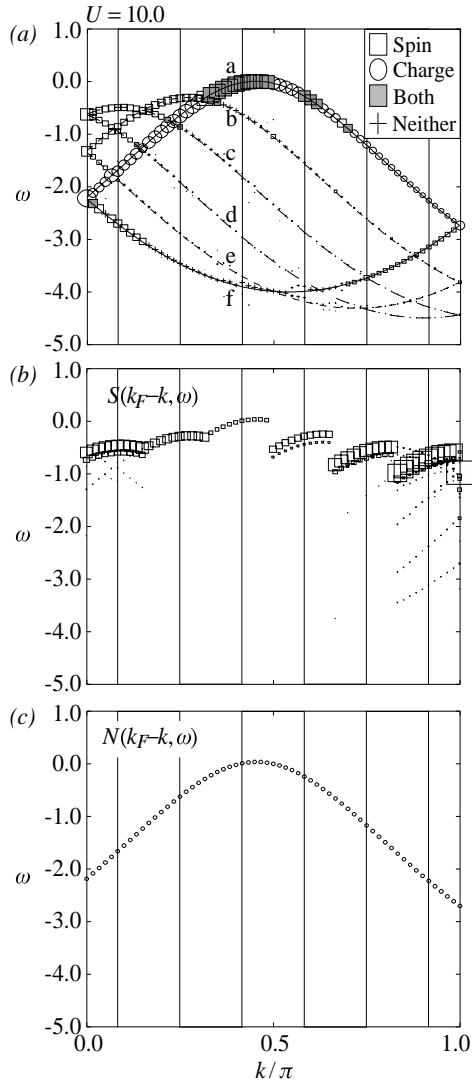 U = 10.0
(a)
1.0
0.0
-1.0
-2.0
-3.0
-4.0
-5.0
ω
a
b
c
d
e
f
Spin
Charge
Both
Neither
(b)
1.0
0.0
-1.0
-2.0
-3.0
-4.0
-5.0
ω
S(kF-k, ω)
(c)
1.0
0.0
-1.0
-2.0
-3.0
-4.0
-5.0
ω
N(kF-k, ω)
0.0
0.5
1.0
k/π